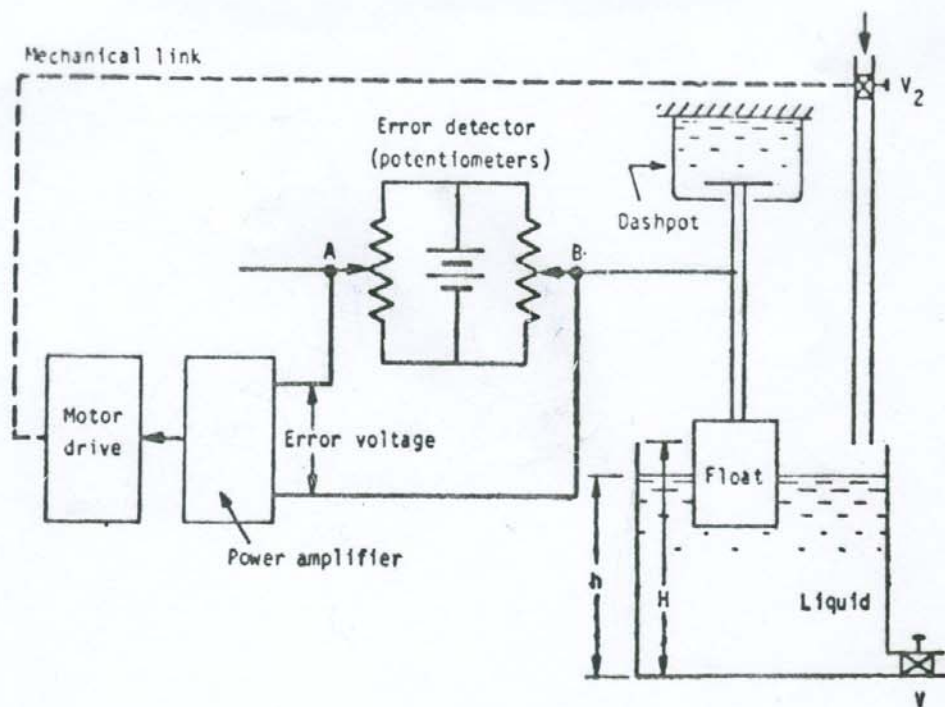 Mechanical link
V2
Error detector
(potentiometers)
Dashpot
A
B
Motor
drive
Error voltage
Float
Power amplifier
h
H
Liquid
V